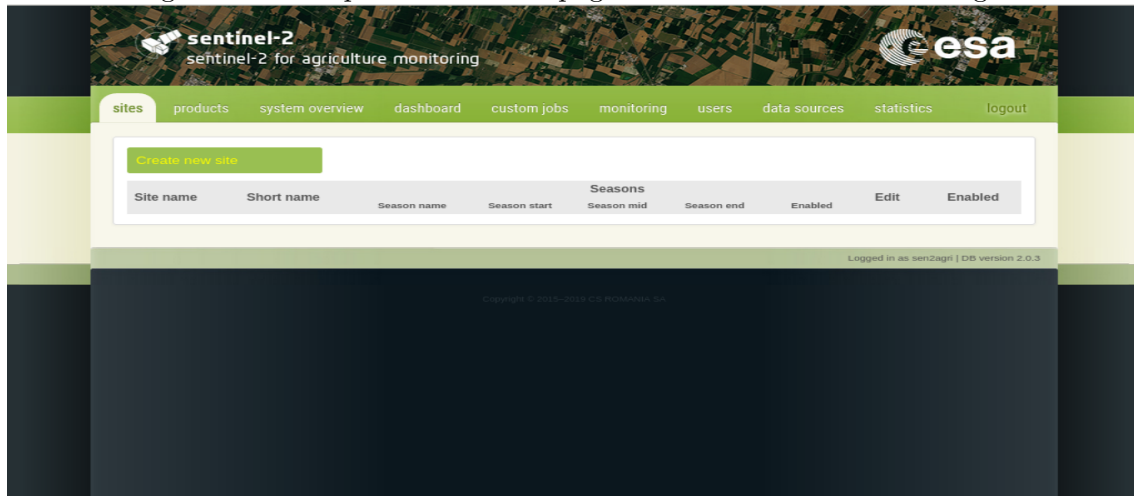 sentinel-2
sentinel-2 for agriculture monitoring
esa
sites products system overview dashboard custom jobs monitoring users data sources statistics logout
Create new site
Site name Short name Seasons Edit Enabled
Season name Season start Season mid Season end Enabled
Logged in as sen2agri | DB version 2.0.3
Copyright © 2015–2019 CS ROMANIA SA